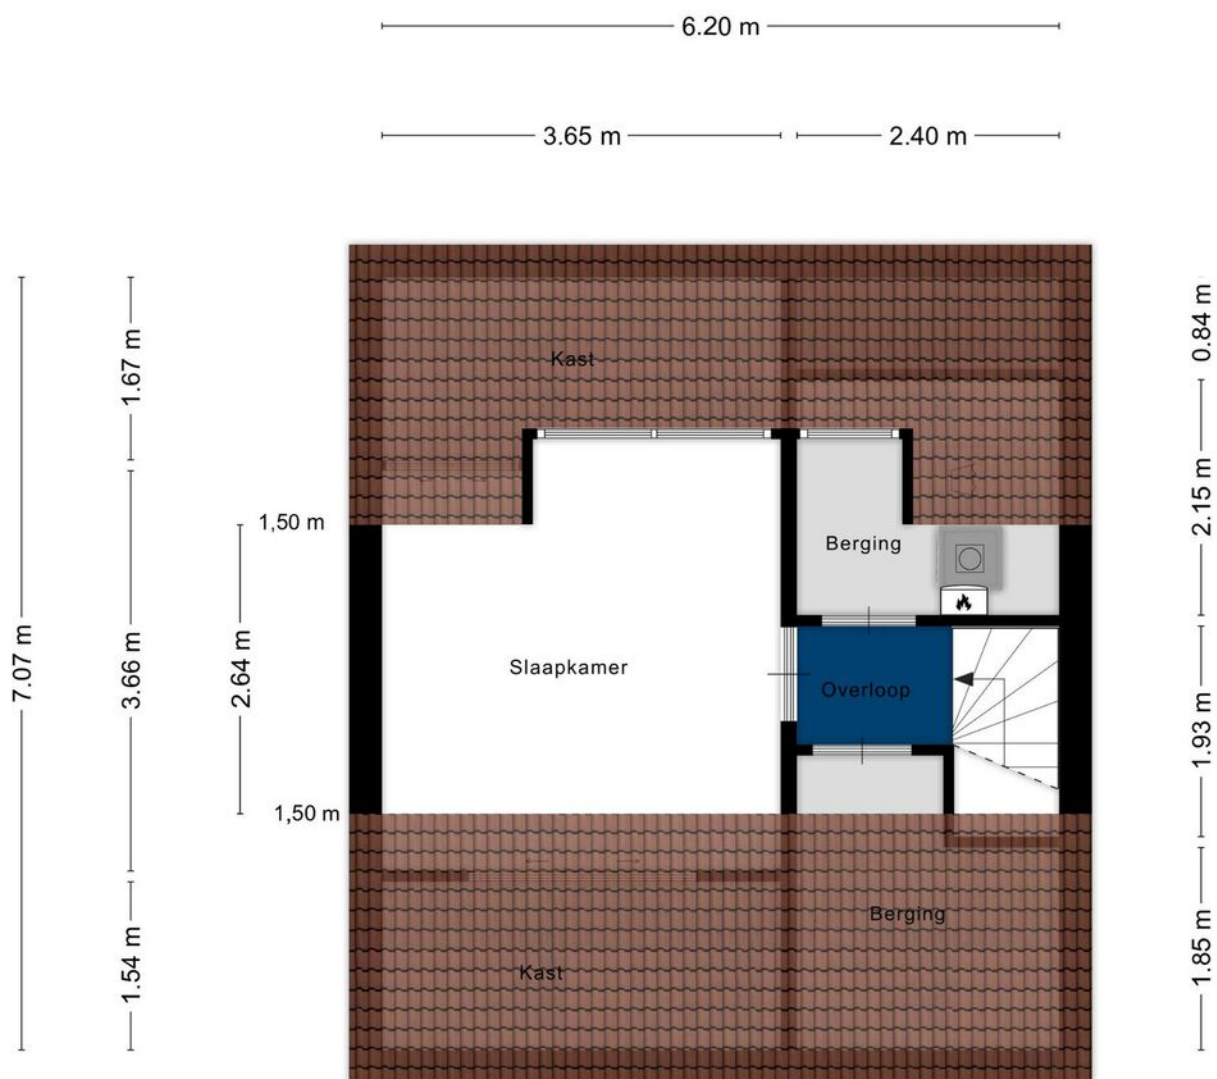 6.20 m
3.65 m
2.40 m
0.84 m
1.67 m
Kast
2.15 m
1,50 m
Berging
7.07 m
3.66 m
2.64 m
Slaapkamer
Overloop
1.93 m
1,50 m
Berging
1.85 m
1.54 m
Kast